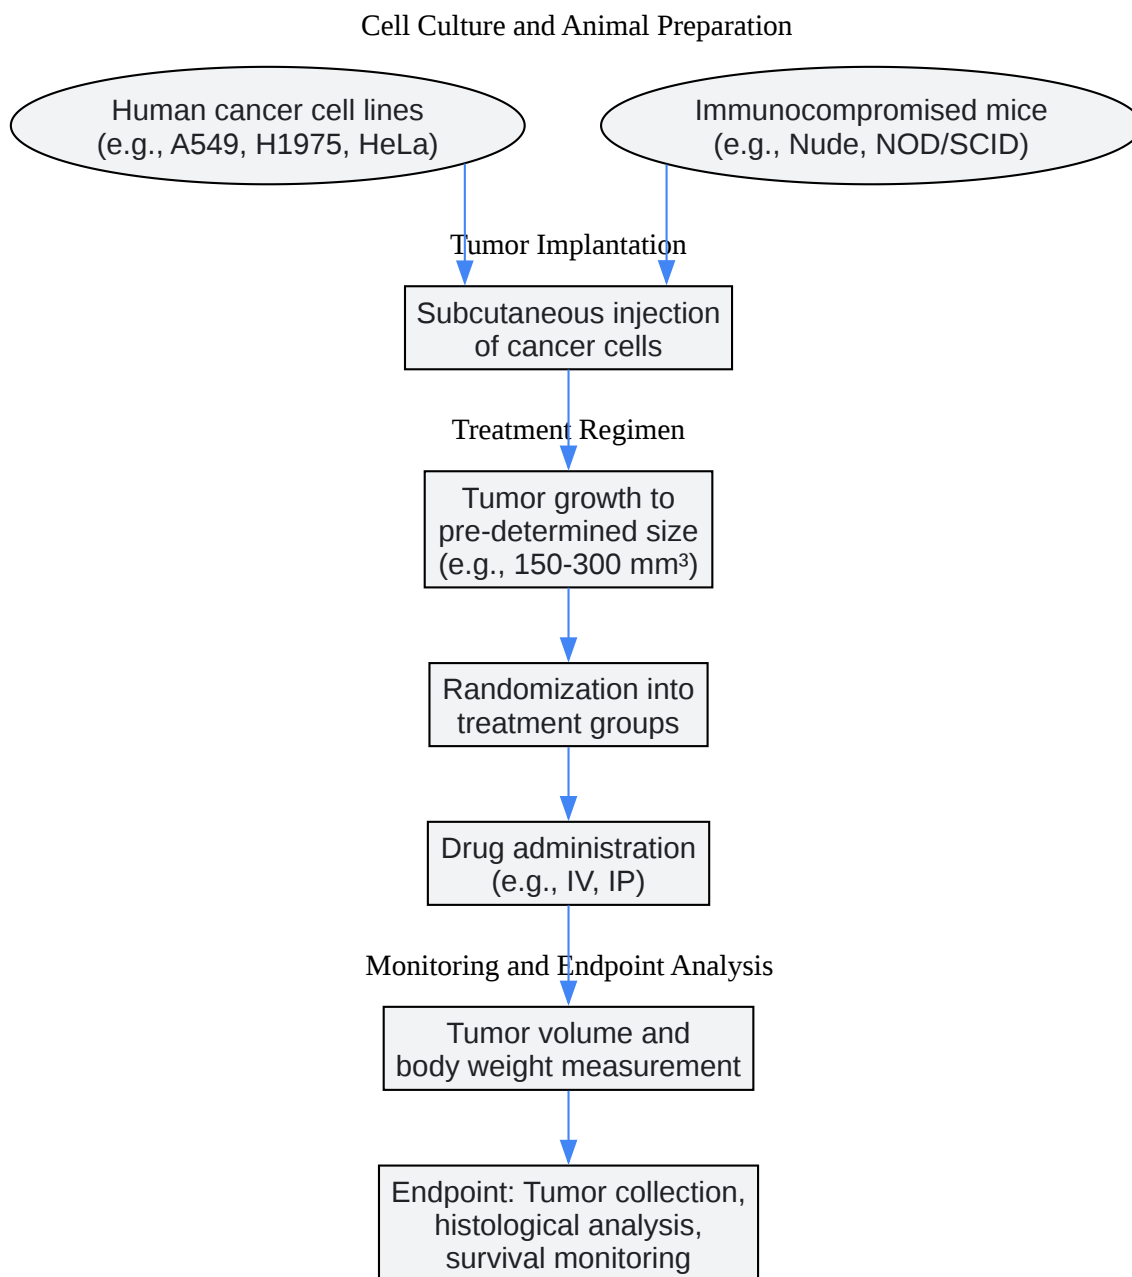 Cell Culture and Animal Preparation
Human cancer cell lines
(e.g., A549, H1975, HeLa)
Immunocompromised mice
(e.g., Nude, NOD/SCID)
Tumor Implantation
Subcutaneous injection
of cancer cells
Treatment Regimen
Tumor growth to
pre-determined size
(e.g., 150-300 mm³)
Randomization into
treatment groups
Drug administration
(e.g., IV, IP)
Monitoring and Endpoint Analysis
Tumor volume and
body weight measurement
Endpoint: Tumor collection,
histological analysis,
survival monitoring